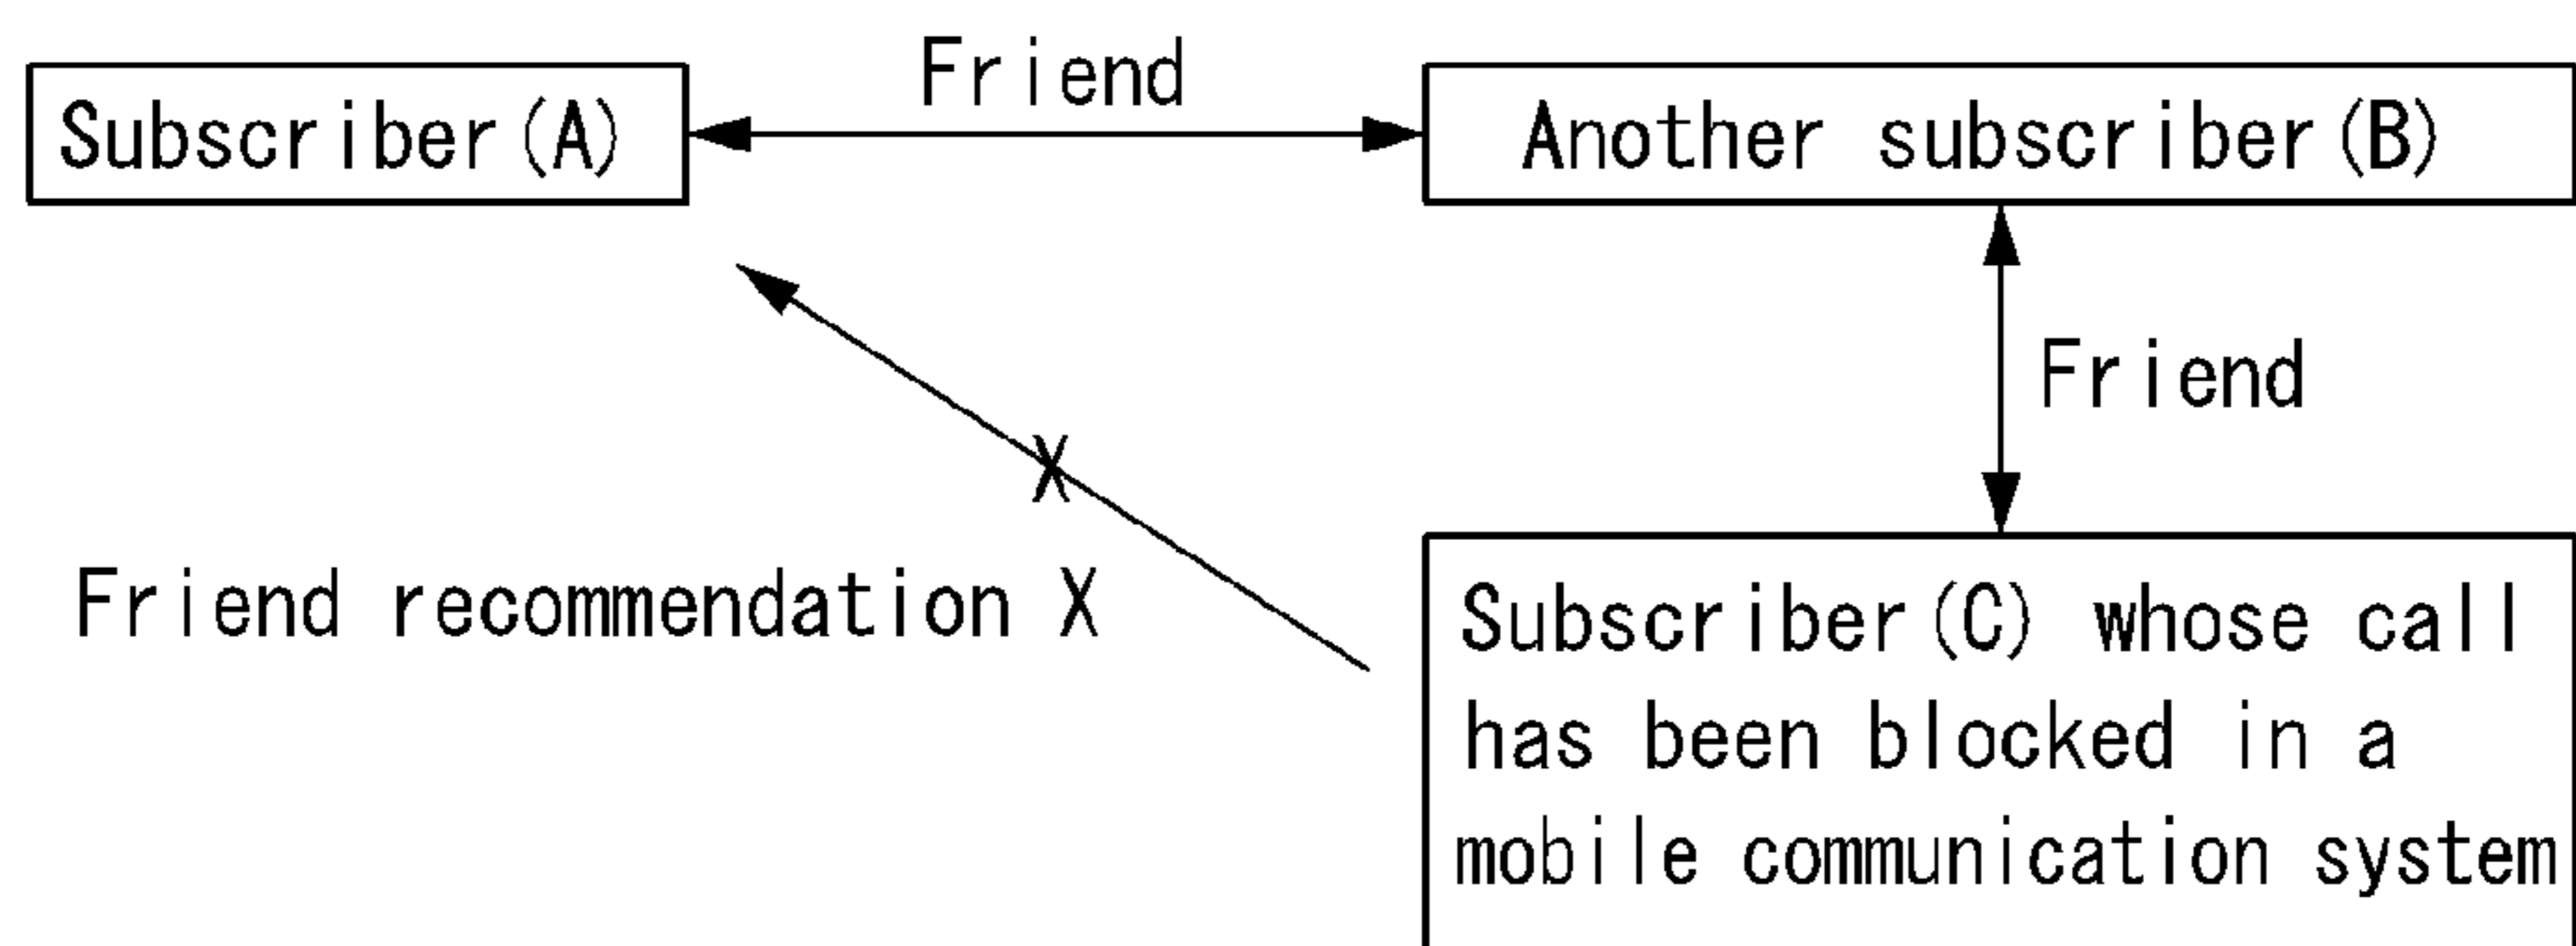 Friend
Subscriber(A)
Another subscriber(B)
Friend
X
Friend recommendation X
Subscriber(C) whose call
has been blocked in a
mobile communication system